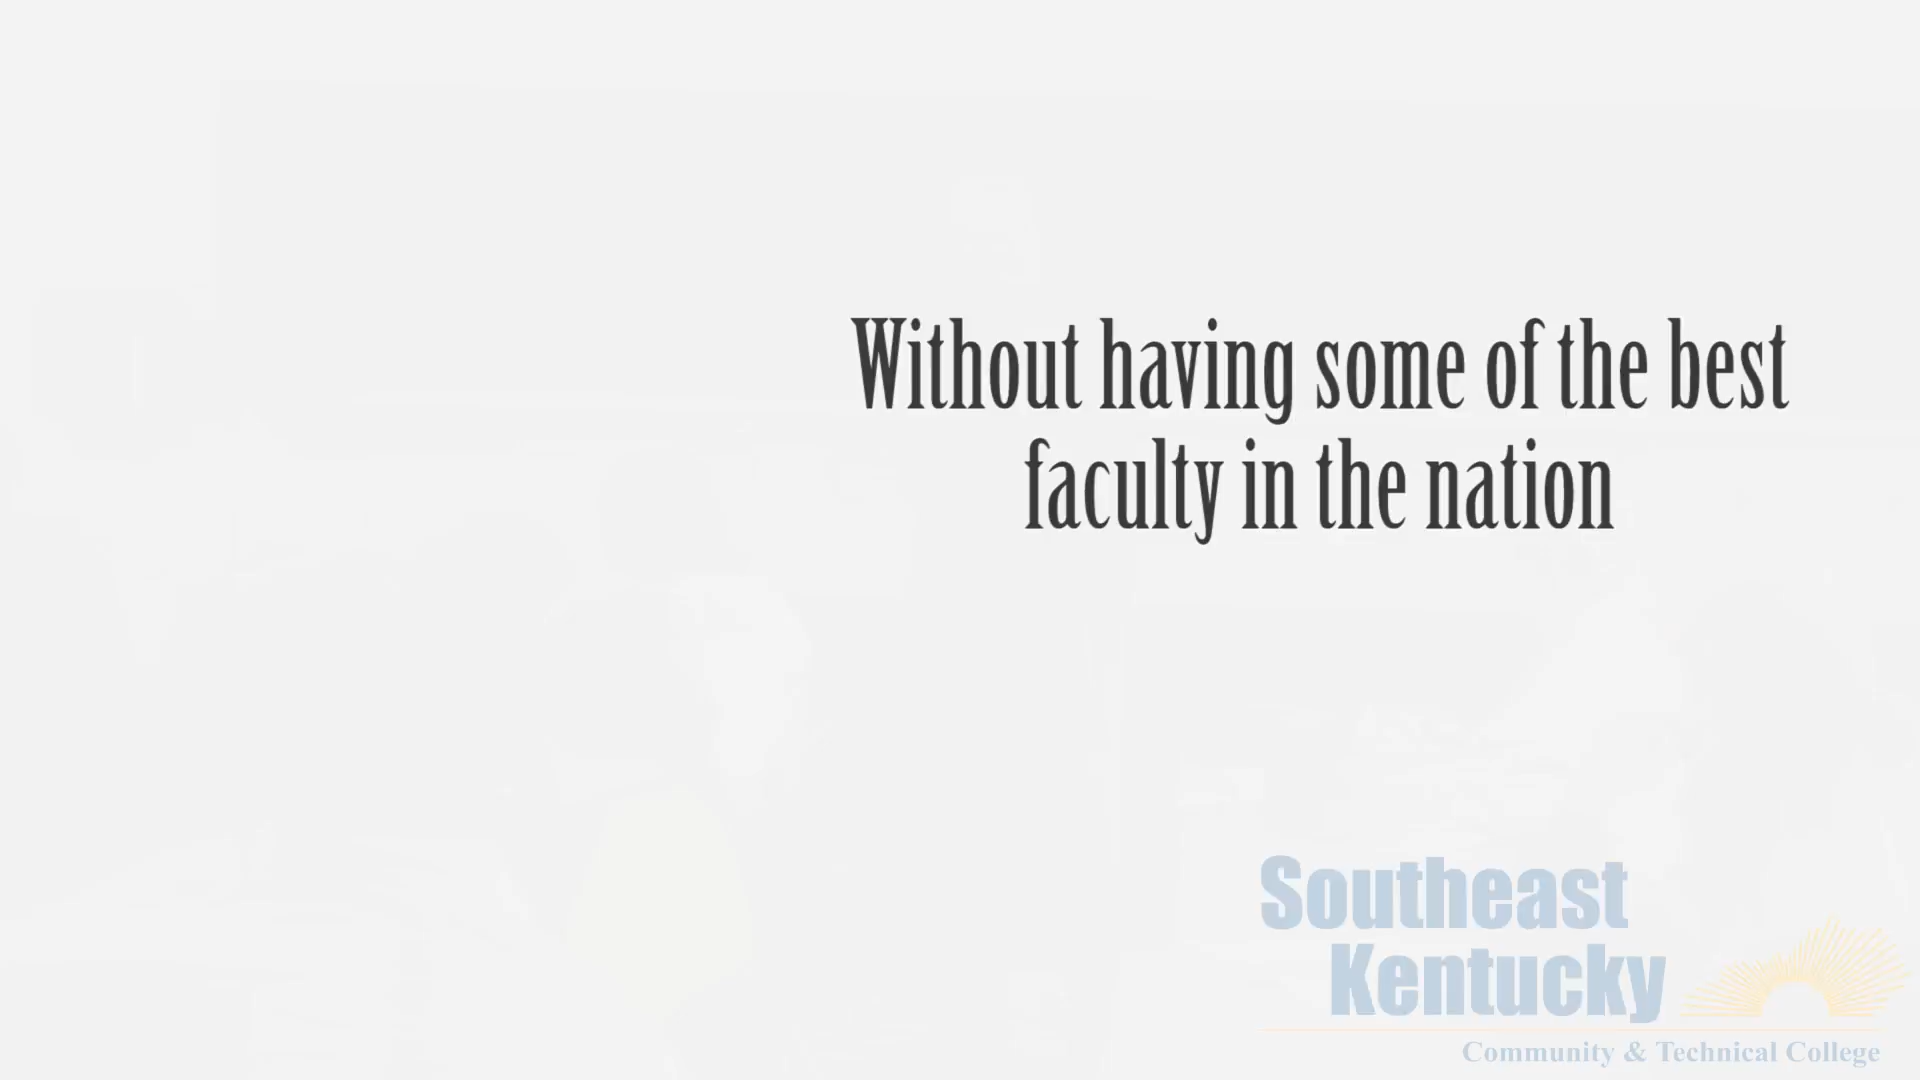 Without having some of the best
faculty in the nation
Southeast
Kentucky
Community & Technical College